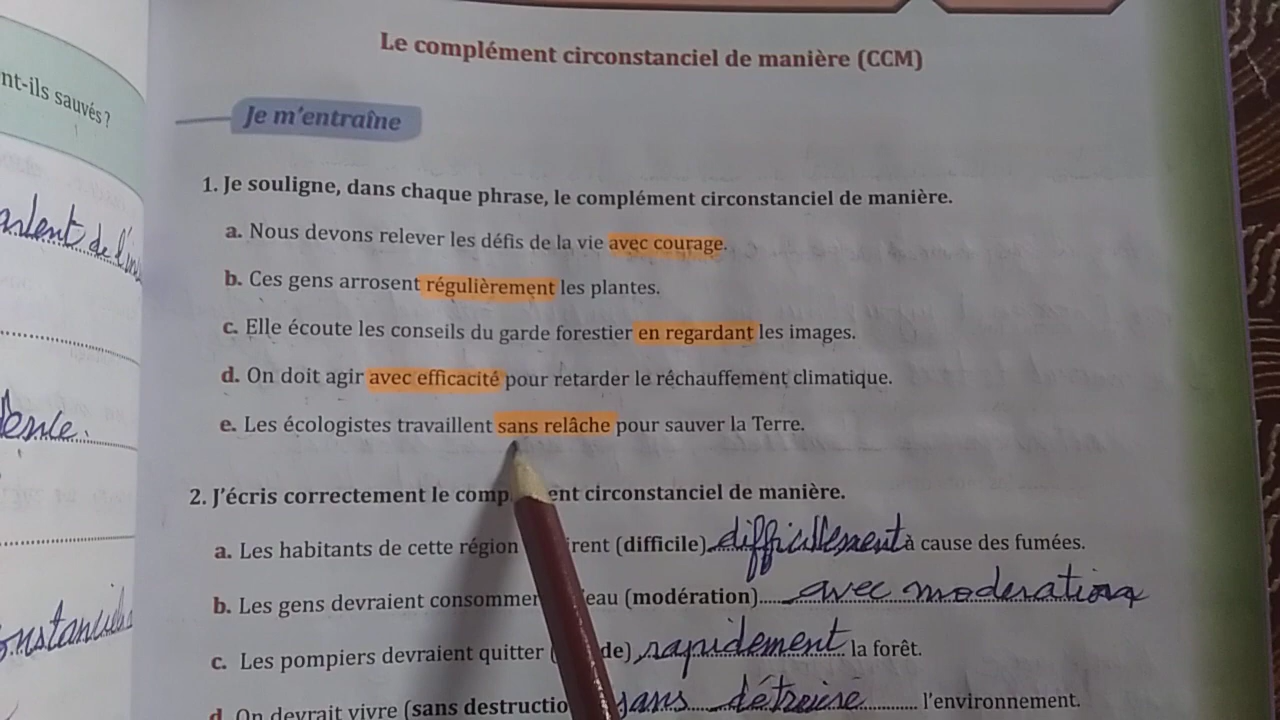 nt-ils sauvés ?
Le complément circonstanciel de manière (CCM)
Je m'entraîne
1. Je souligne, dans chaque phrase, le complément circonstanciel de manière.
a. Nous devons relever les défis de la vie avec courage.
b. Ces gens arrosent régulièrement les plantes.
c. Elle écoute les conseils du garde forestier en regardant les images.
d. On doit agir avec efficacité pour retarder le réchauffement climatique.
e. Les écologistes travaillent sans relâche pour sauver la Terre.
2. J'écris correctement le comp ent circonstanciel de manière.
a. Les habitants de cette région rent (difficile) difficilement à cause des fumées.
b. Les gens devraient consommer eau (modération) avec moderation
c. Les pompiers devraient quitter ( de) rapidement la forêt.
d. On devrait vivre (sans destructio sans détruire l'environnement.